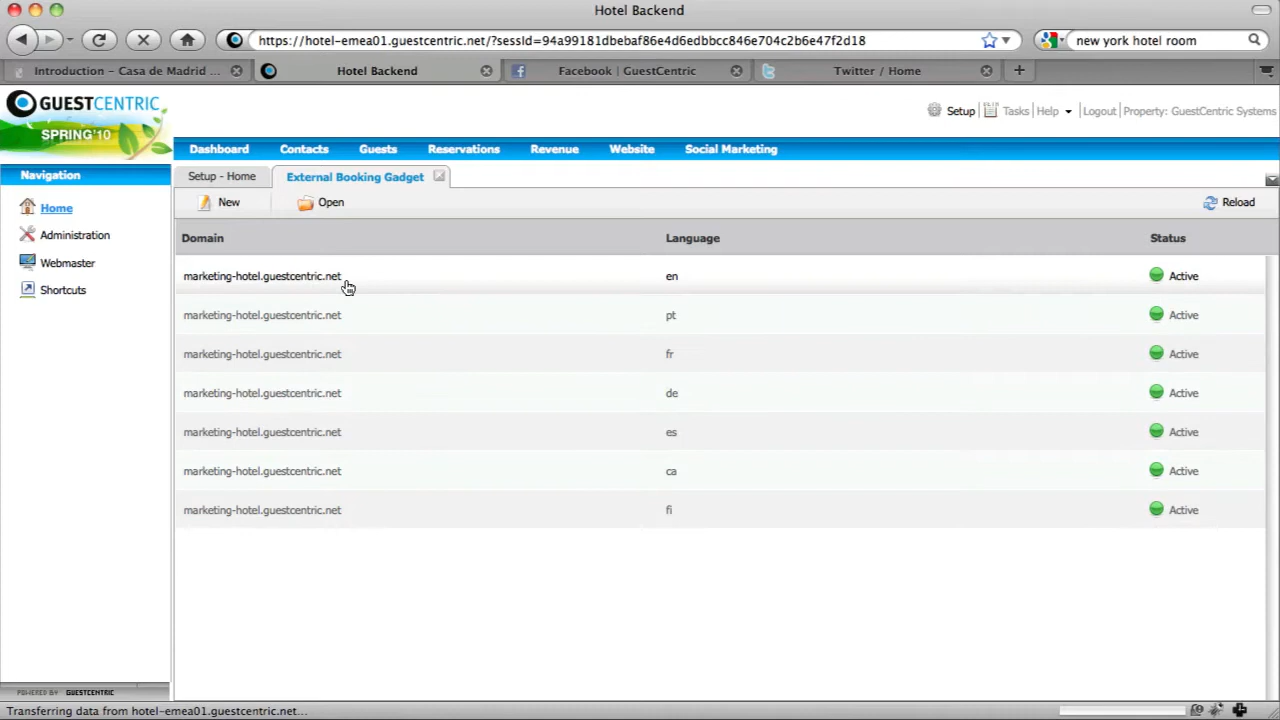 Hotel Backend
https://hotel-emea01.guestcentric.net/?sessId=94a99181dbebaf86e4d6edbbcc846e704c2b6e47f2d18
new york hotel room
Introduction – Casa de Madrid ...
Hotel Backend
Facebook | GuestCentric
Twitter / Home
GUESTCENTRIC
SPRING'10
Setup | Tasks | Help | Logout | Property: GuestCentric Systems
Dashboard Contacts Guests Reservations Revenue Website Social Marketing
Navigation
Home
Administration
Webmaster
Shortcuts
Setup - Home
External Booking Gadget
New Open Reload
Domain Language Status
marketing-hotel.guestcentric.net en Active
marketing-hotel.guestcentric.net pt Active
marketing-hotel.guestcentric.net fr Active
marketing-hotel.guestcentric.net de Active
marketing-hotel.guestcentric.net es Active
marketing-hotel.guestcentric.net ca Active
marketing-hotel.guestcentric.net fi Active
POWERED BY GUESTCENTRIC
Transferring data from hotel-emea01.guestcentric.net...